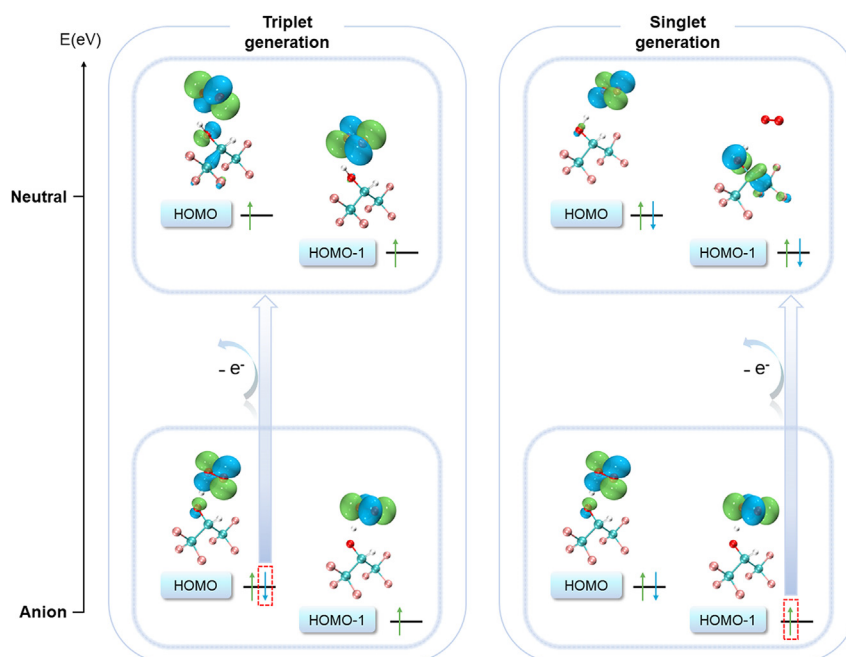 Triplet
generation
Singlet
generation
E(eV)
Neutral
HOMO
HOMO-1
HOMO
HOMO-1
- e-
- e-
HOMO
HOMO-1
HOMO
HOMO-1
Anion